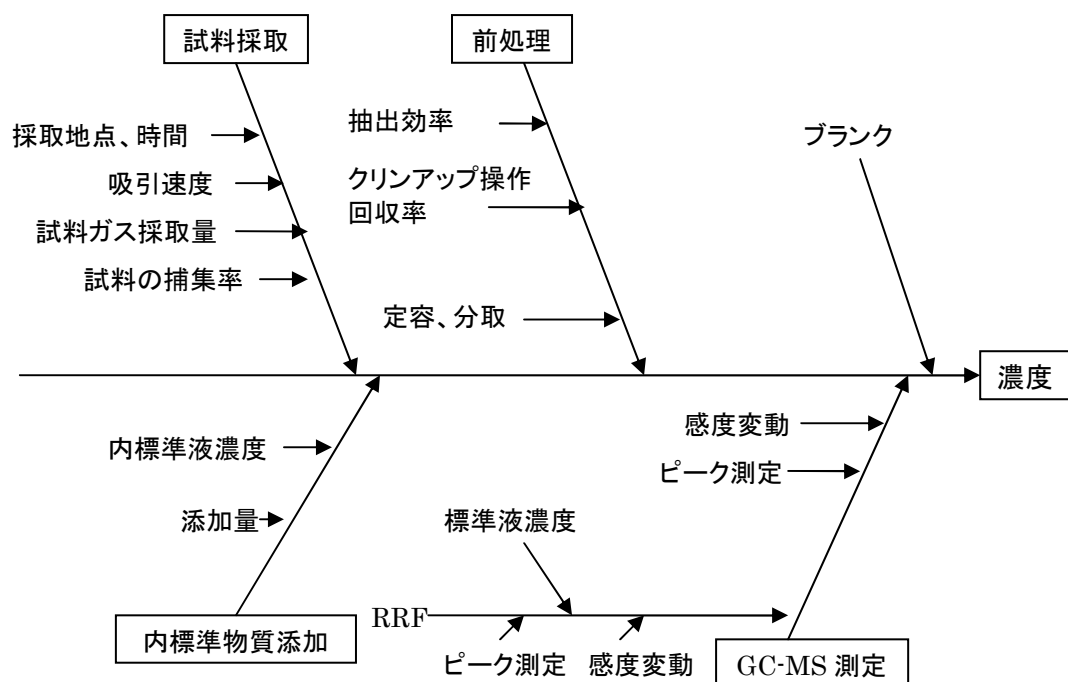 試料採取
前処理
採取地点、時間
吸引速度
試料ガス採取量
試料の捕集率
抽出効率
クリンアップ操作
回収率
定容、分取
ブランク
濃度
内標準液濃度
添加量
内標準物質添加
標準液濃度
RRF
ピーク測定
感度変動
感度変動
ピーク測定
GC-MS 測定